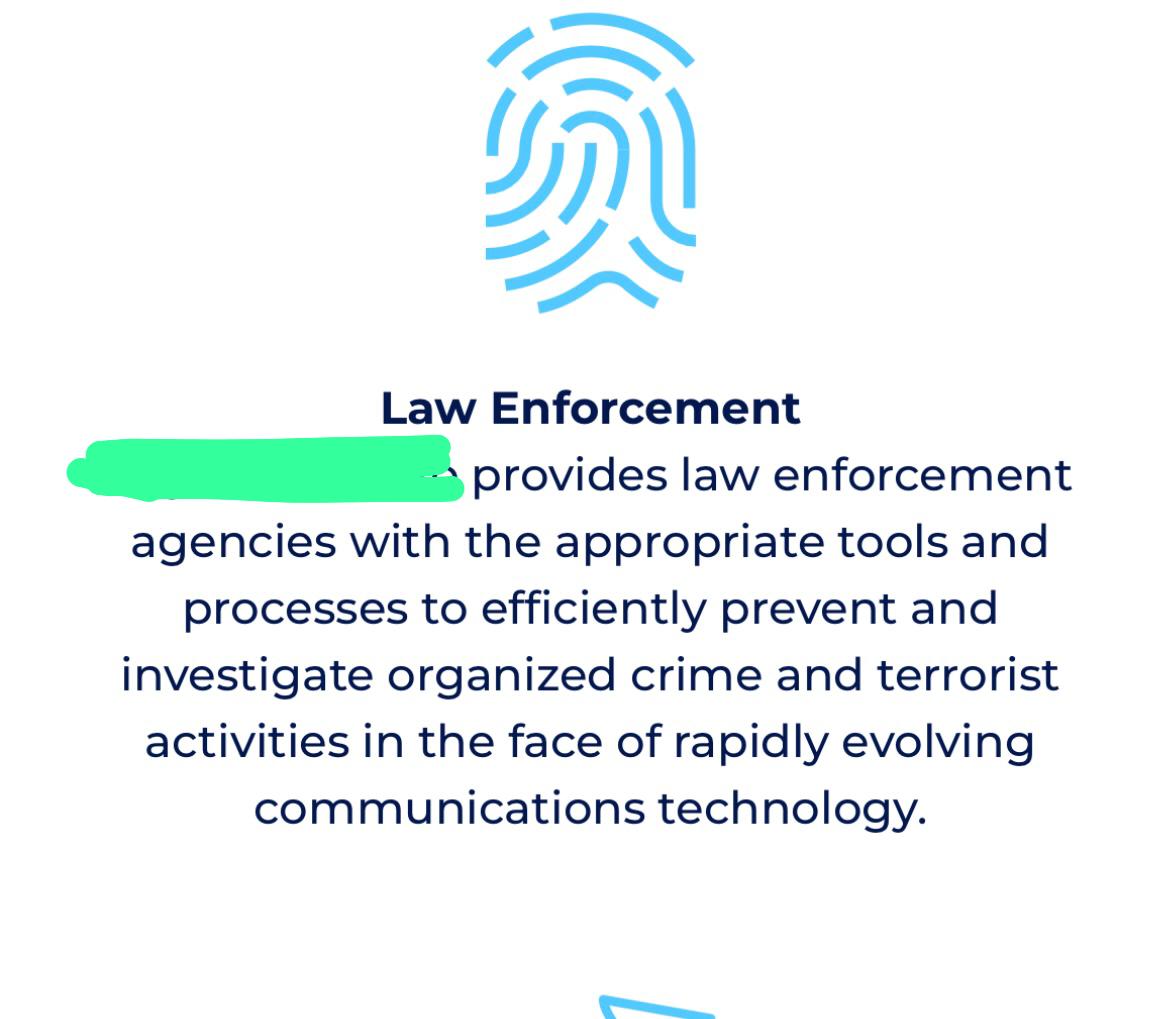 Law Enforcement
provides law enforcement
agencies with the appropriate tools and
processes to efficiently prevent and
investigate organized crime and terrorist
activities in the face of rapidly evolving
communications technology.